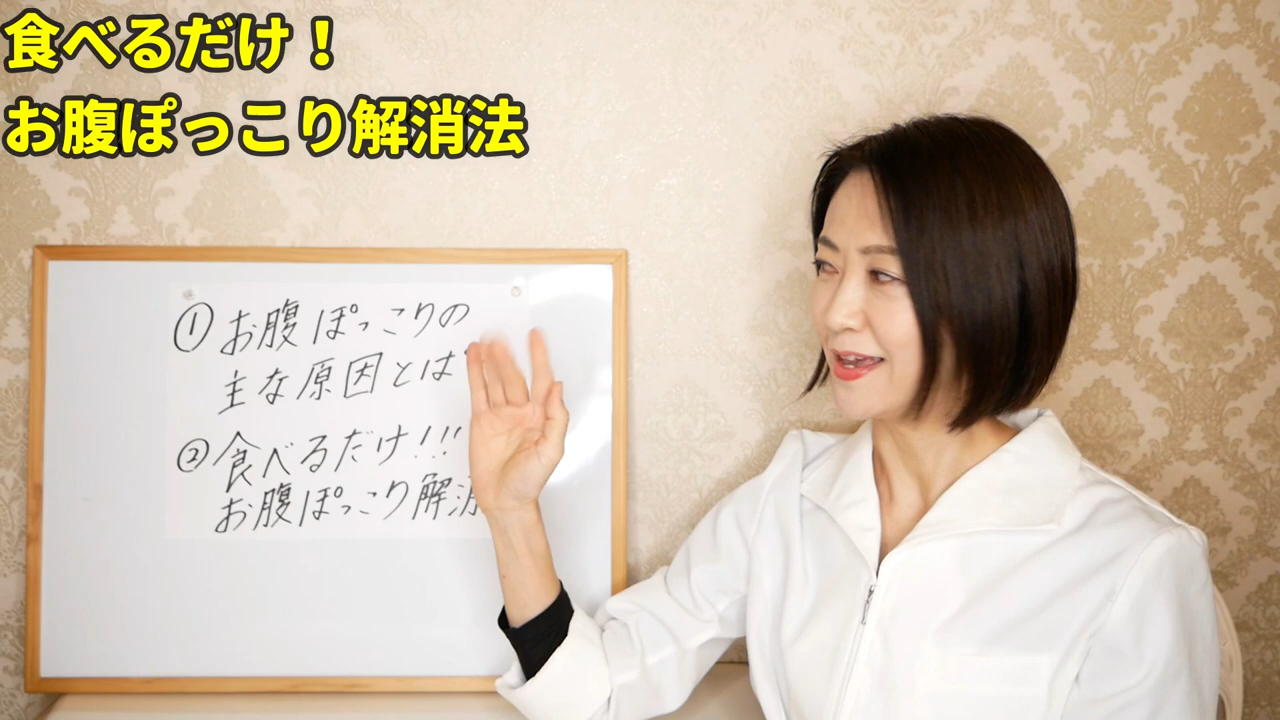 食べるだけ！
お腹ぽっこり解消法
①お腹ぽっこりの
主な原因とは
②食べるだけ!!!
お腹ぽっこり解消